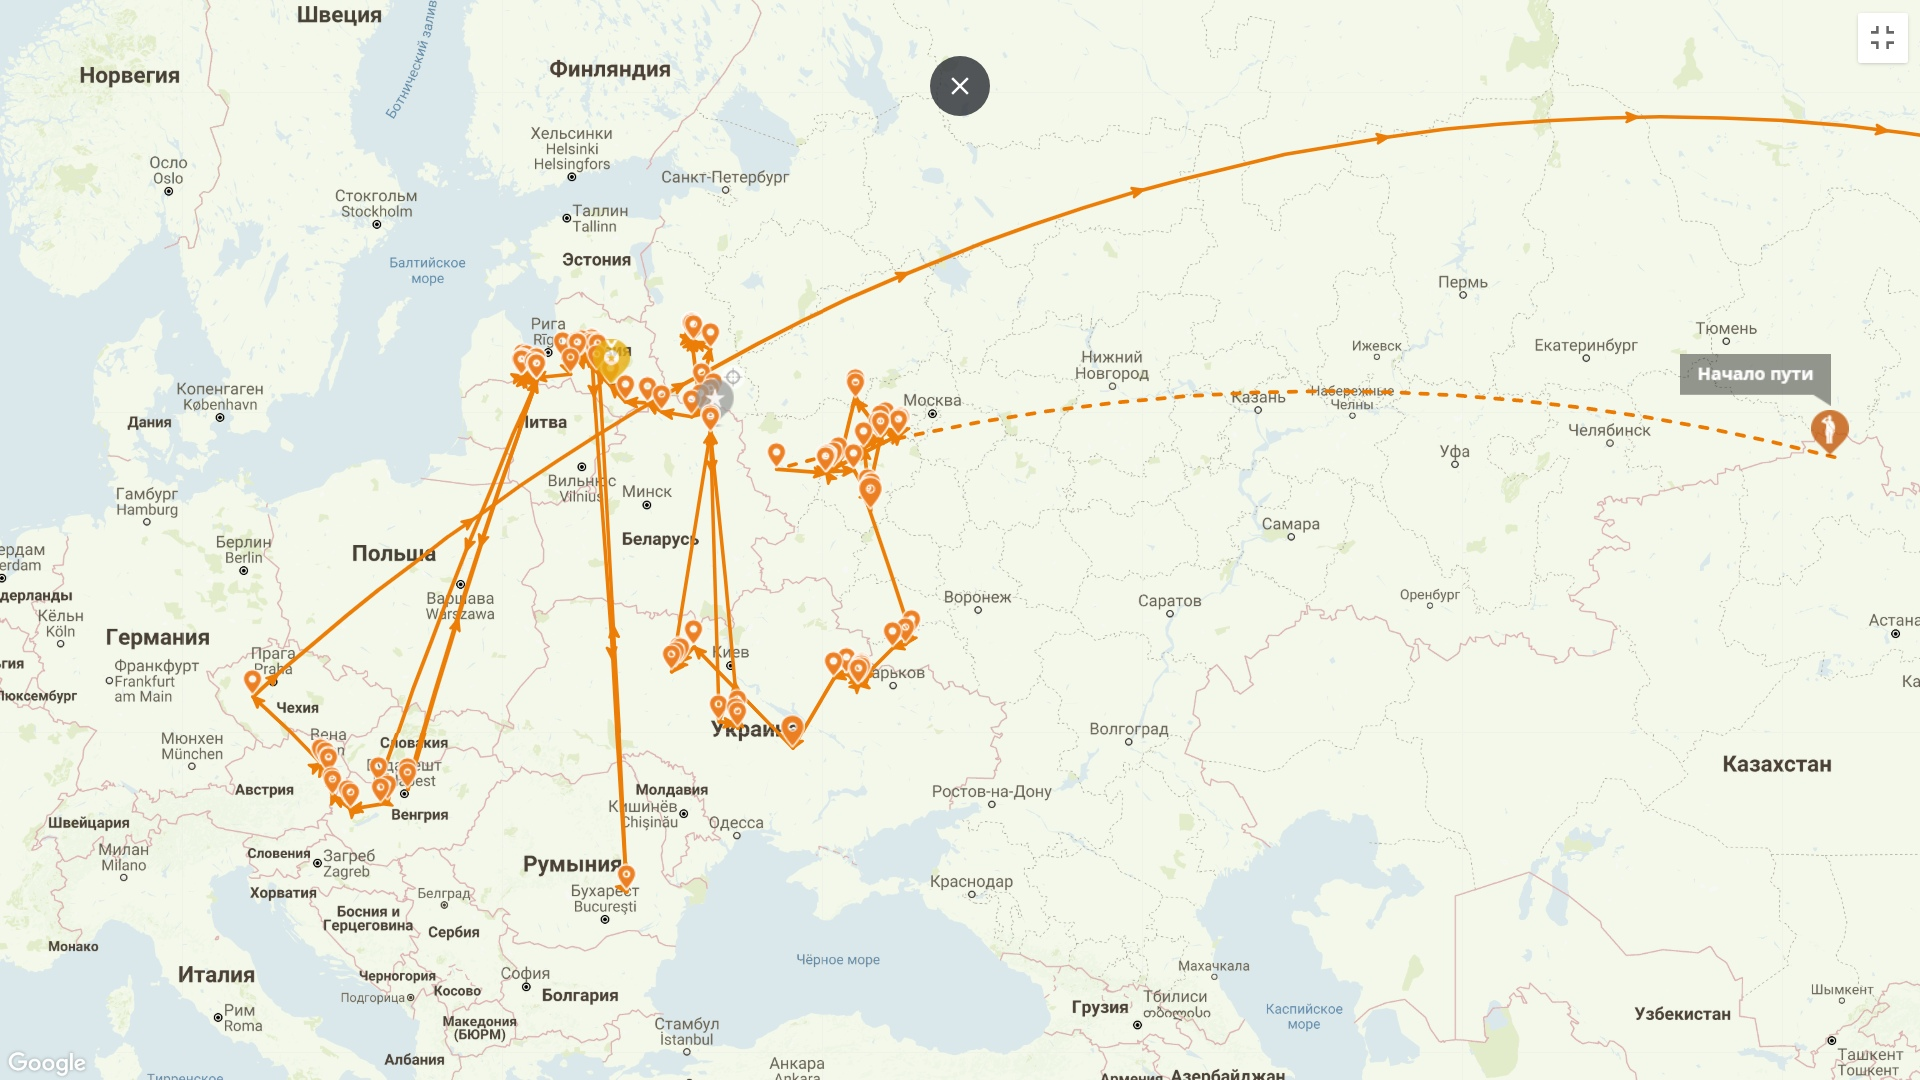 Швеция
Норвегия
Финляндия
Ботнический залив
Хельсинки
Helsinki
Helsingfors
Осло
Oslo
Санкт-Петербург
Стокгольм
Stockholm
Таллин
Tallinn
Эстония
Балтийское
море
Пермь
Рига
Тюмень
Ижевск
Екатеринбург
Нижний
Новгород
Начало пути
Копенгаген
København
Казань
Набережные
Челны
Москва
Дания
Челябинск
Уфа
Вильнюс
Vilnius
Минск
Гамбург
Hamburg
Самара
Беларусь
Берлин
Berlin
Польша
Варшава
Warszawa
Воронеж
Саратов
Оренбург
Кёльн
Köln
Астана
Германия
Прага
Praha
Киев
Франкфурт
am Main
Чехия
Украина
Вена
Волгоград
Мюнхен
München
Словакия
Казахстан
Австрия
Молдавия
Ростов-на-Дону
Кишинёв
Chișinău
Венгрия
Швейцария
Одесса
Милан
Milano
Словения
Загреб
Zagreb
Румыния
Краснодар
Хорватия
Белград
Бухарест
București
Босния и
Герцеговина
Сербия
Монако
Чёрное море
Италия
Черногория
София
Махачкала
Подгорица
Косово
Болгария
Тбилиси
თბილისი
Грузия
Каспийское
море
Шымкент
Узбекистан
Рим
Roma
Македония
(БЮРМ)
Стамбул
İstanbul
Албания
Google
Анкара
Ankara
Ташкент
Тошкент
Тирренское
Армения
Азербайджан